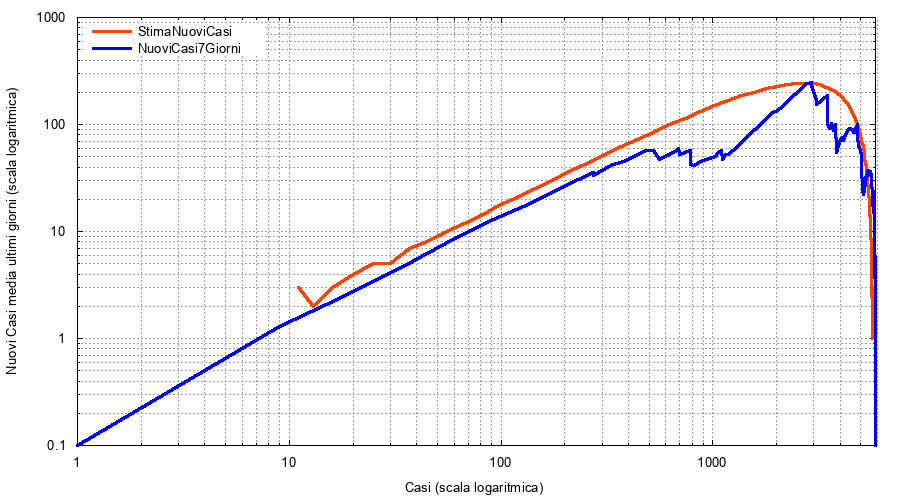 1000
StimaNuoviCasi
NuoviCasi7Giorni
100
10
1
0.1
Nuovi Casi media ultimi giorni (scala logaritmica)
1 10 100 1000
Casi (scala logaritmica)